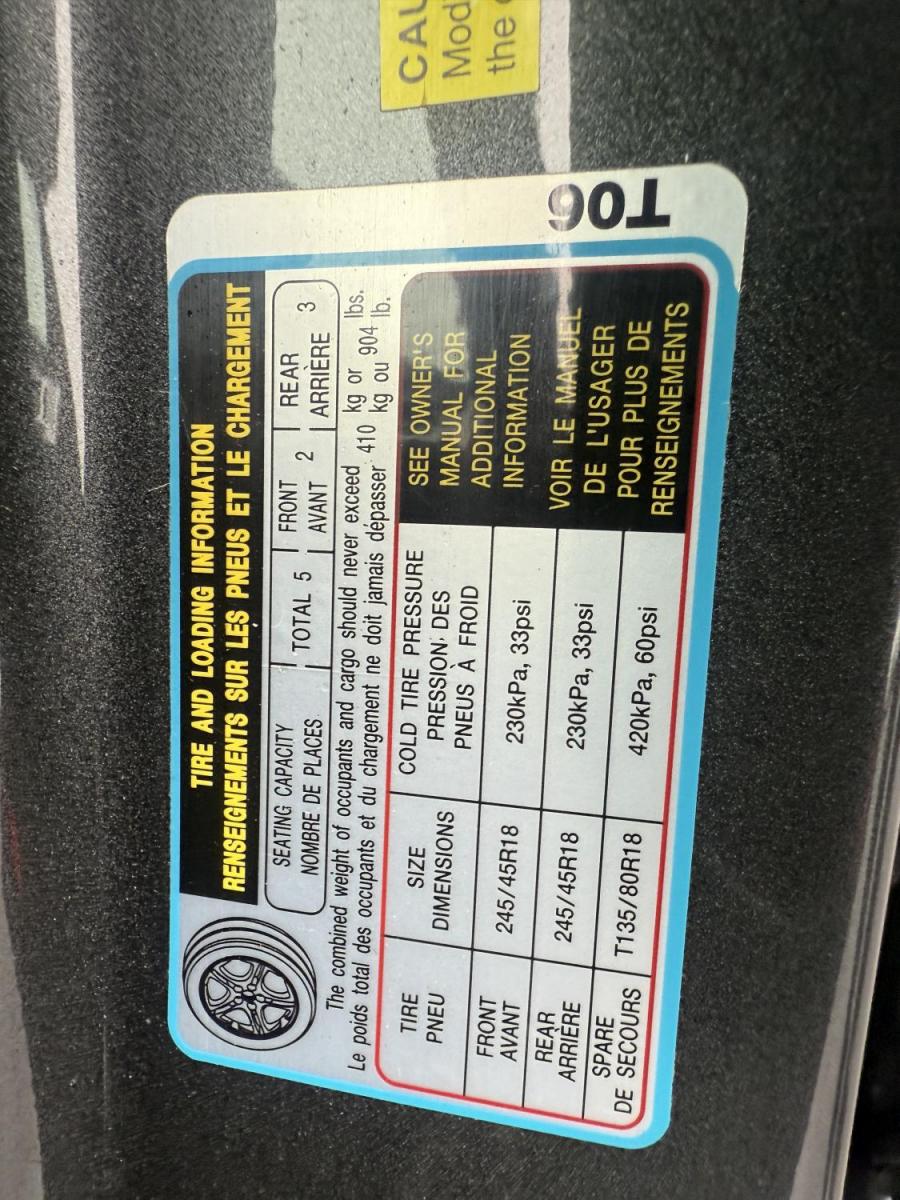 TIRE AND LOADING INFORMATION
RENSEIGNEMENTS SUR LES PNEUS ET LE CHARGEMENT
SEATING CAPACITY
NOMBRE DE PLACES
TOTAL 5
FRONT
AVANT
2
REAR
ARRIÈRE
3
The combined weight of occupants and cargo should never exceed 410 kg or 904 lbs.
Le poids total des occupants et du chargement ne doit jamais dépasser 410 kg ou 904 lb.
TIRE
PNEU
SIZE
DIMENSIONS
COLD TIRE PRESSURE
PRESSION DES
PNEUS À FROID
FRONT
AVANT
245/45R18
230kPa, 33psi
REAR
ARRIÈRE
245/45R18
230kPa, 33psi
SPARE
DE SECOURS
T135/80R18
420kPa, 60psi
SEE OWNER'S
MANUAL FOR
ADDITIONAL
INFORMATION
VOIR LE MANUEL
DE L'USAGER
POUR PLUS DE
RENSEIGNEMENTS
T06
the